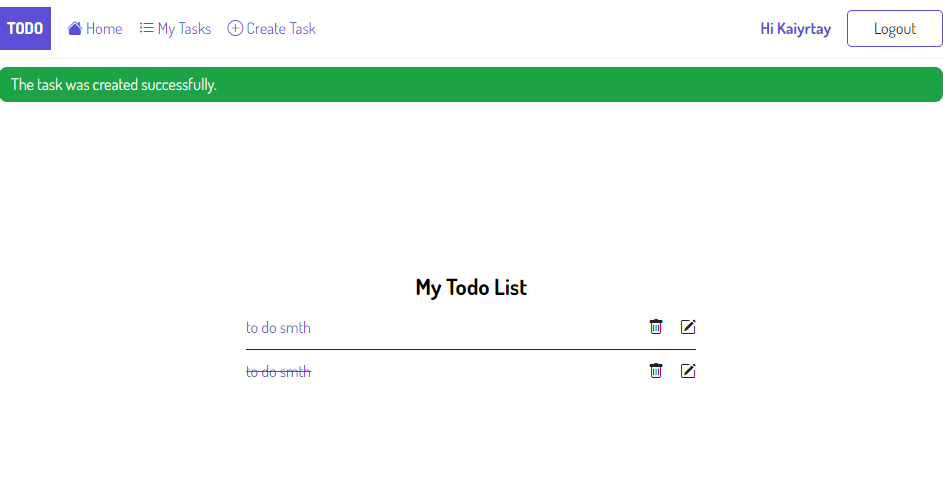 TODO Home My Tasks Create Task Hi Kaiyrtay Logout
The task was created successfully.
My Todo List
to do smth
to do smth